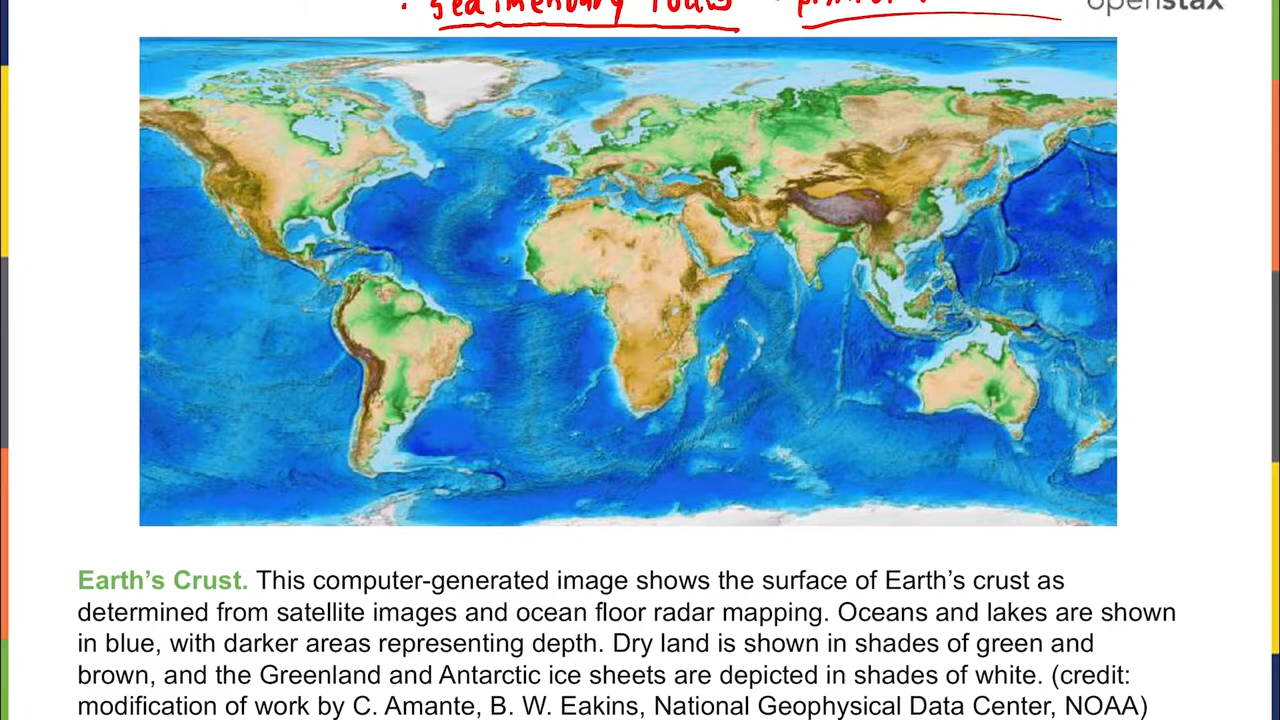 · sedimentary rocks
openstax
Earth's Crust. This computer-generated image shows the surface of Earth's crust as
determined from satellite images and ocean floor radar mapping. Oceans and lakes are shown
in blue, with darker areas representing depth. Dry land is shown in shades of green and
brown, and the Greenland and Antarctic ice sheets are depicted in shades of white. (credit:
modification of work by C. Amante, B. W. Eakins, National Geophysical Data Center, NOAA)